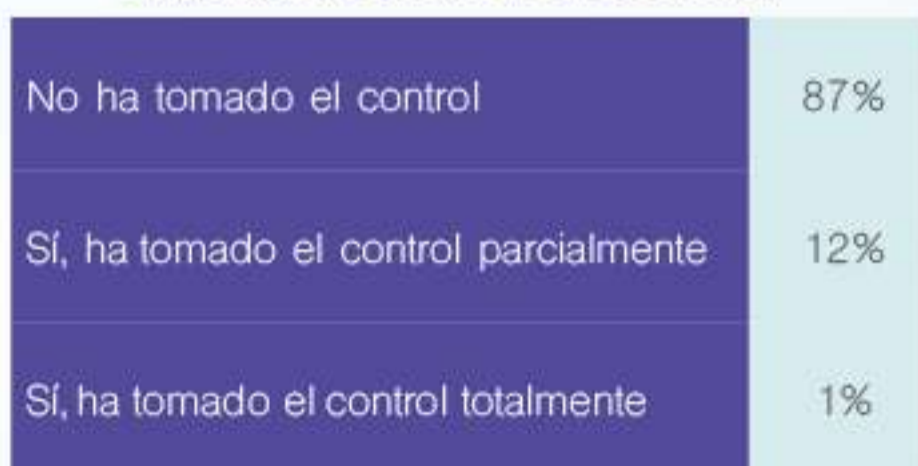 No ha tomado el control 87%
Sí, ha tomado el control parcialmente 12%
Sí, ha tomado el control totalmente 1%